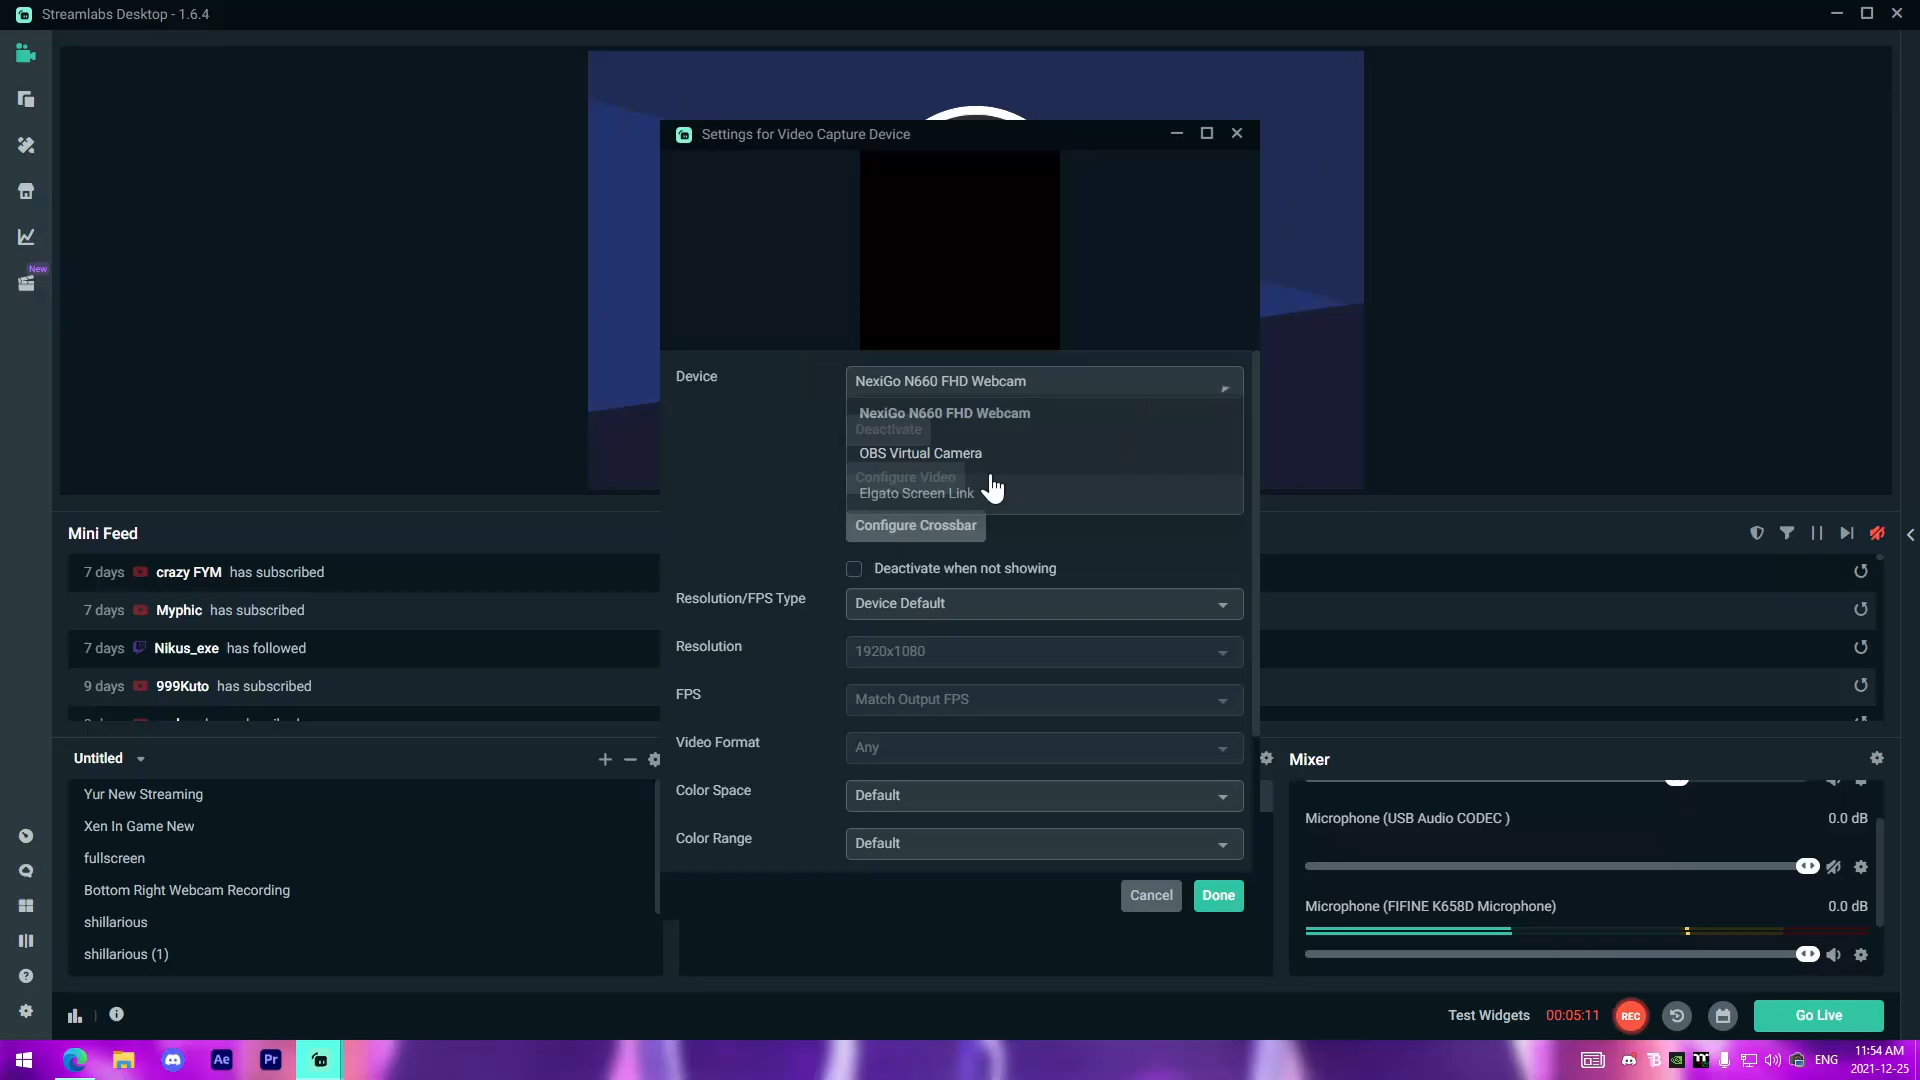 Streamlabs Desktop - 1.6.4
New
Settings for Video Capture Device
Device
NexiGo N660 FHD Webcam
NexiGo N660 FHD Webcam
Deactivate
OBS Virtual Camera
Configure Video
Elgato Screen Link
Configure Crossbar
Deactivate when not showing
Resolution/FPS Type
Device Default
Resolution
1920x1080
FPS
Match Output FPS
Video Format
Any
Color Space
Default
Color Range
Default
Cancel
Done
Mini Feed
7 days crazy FYM has subscribed
7 days Myphic has subscribed
7 days Nikus_exe has followed
9 days 999Kuto has subscribed
Untitled
Yur New Streaming
Xen In Game New
fullscreen
Bottom Right Webcam Recording
shillarious
shillarious (1)
Mixer
Microphone (USB Audio CODEC ) 0.0 dB
Microphone (FIFINE K658D Microphone) 0.0 dB
Test Widgets 00:05:11 REC Go Live
Ae Pr
ENG
11:54 AM
2021-12-25